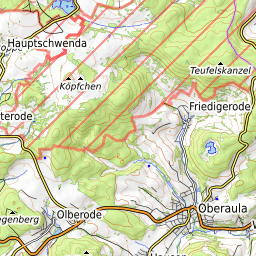 Hauptschwenda
Teufelskanzel
Köpfchen
Friedigerode
terode
Olberode
Oberaula
genberg